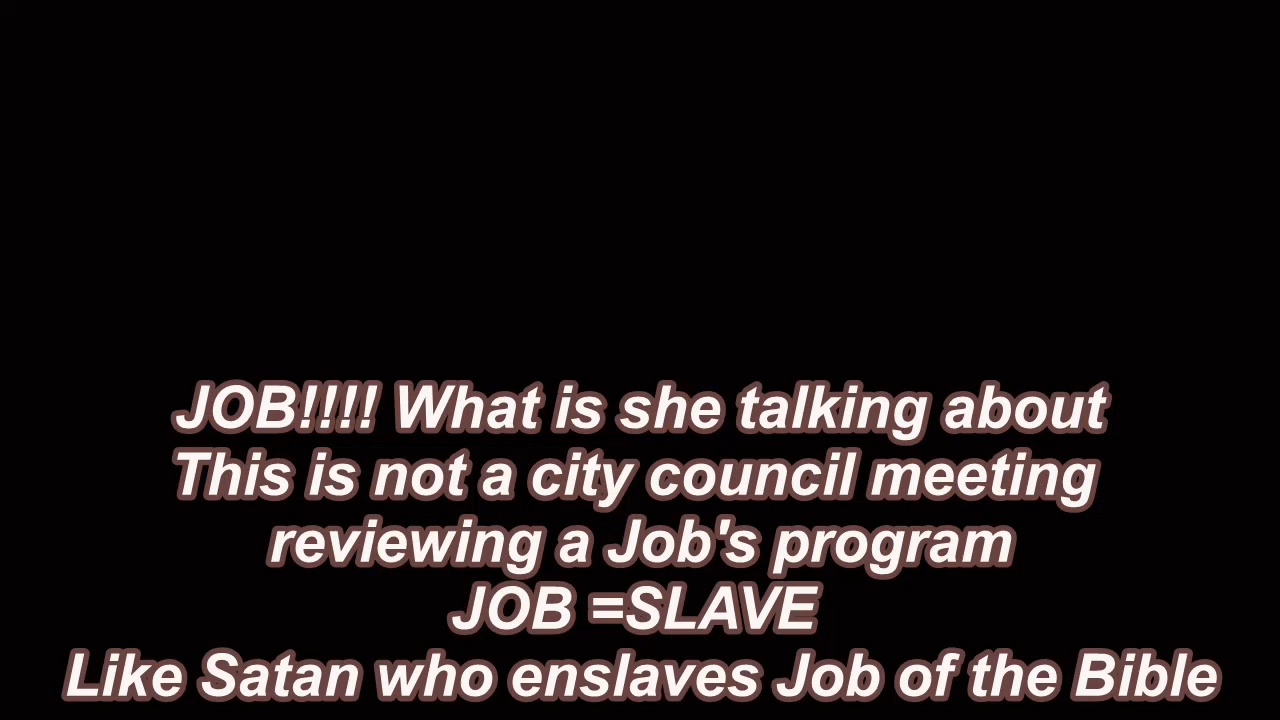 JOB!!!! What is she talking about
This is not a city council meeting
reviewing a Job's program
JOB =SLAVE
Like Satan who enslaves Job of the Bible